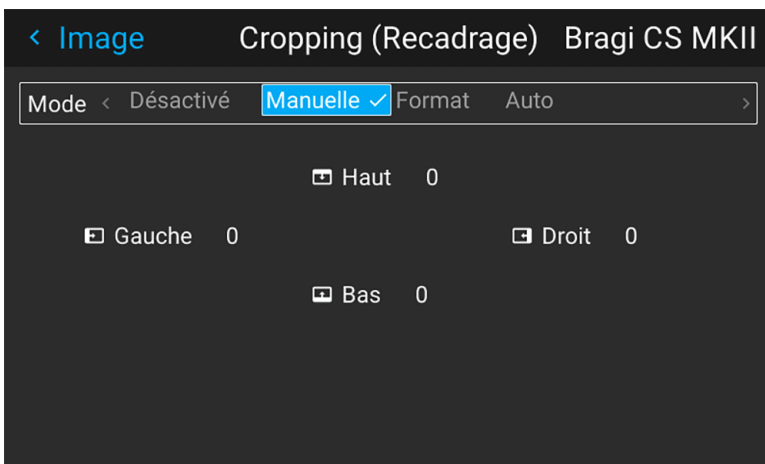 Image Cropping (Recadrage) Bragi CS MKII
Mode Désactivé Manuelle Format Auto
Haut 0
Gauche 0 Droit 0
Bas 0